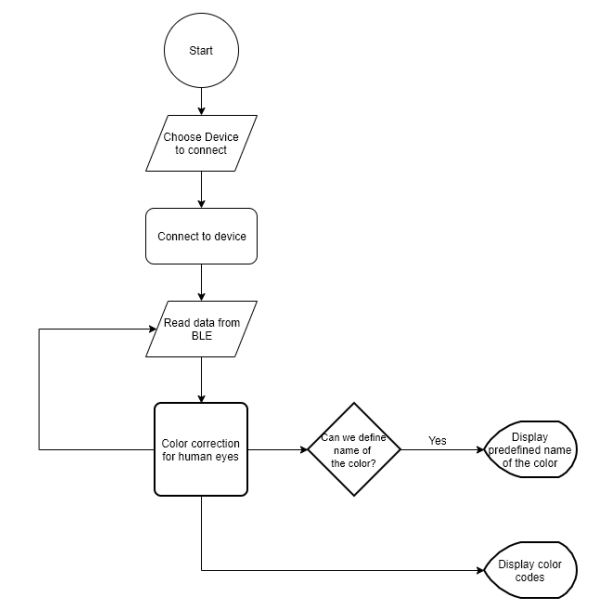 Start
Choose Device
to connect
Connect to device
Read data from
BLE
Color correction
for human eyes
Can we define
name of
the color?
Yes
Display
predefined name
of the color
Display color
codes